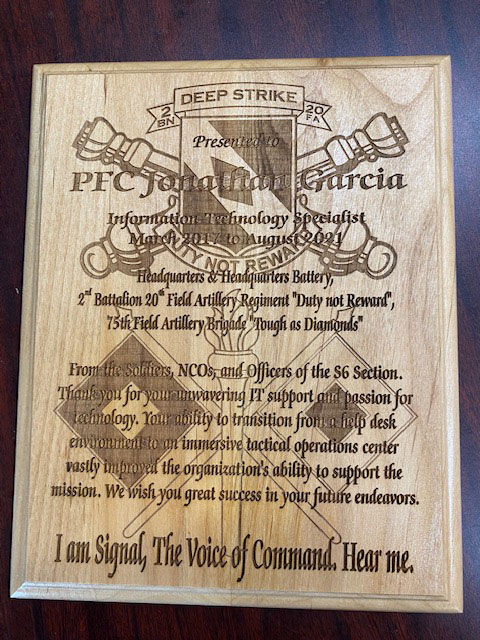 DEEP STRIKE
2 BN
20 FA
Presented to
PFC Jonathan Garcia
Information Technology Specialist
March 2017 to August 2021
DUTY NOT REWARD
Headquarters & Headquarters Battery,
2nd Battalion 20th Field Artillery Regiment "Duty not Reward",
75th Field Artillery Brigade "Tough as Diamonds"
From the Soldiers, NCOs, and Officers of the S6 Section.
Thank you for your unwavering IT support and passion for
technology. Your ability to transition from a help desk
environment to an immersive tactical operations center
vastly improved the organization's ability to support the
mission. We wish you great success in your future endeavors.
I am Signal, The Voice of Command. Hear me.